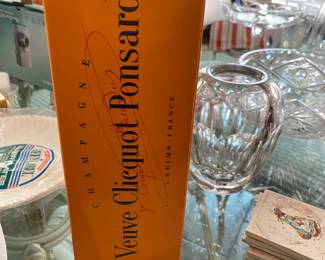 CHAMPAGNE
Veuve Clicquot Ponsardin
REIMS - FRANCE